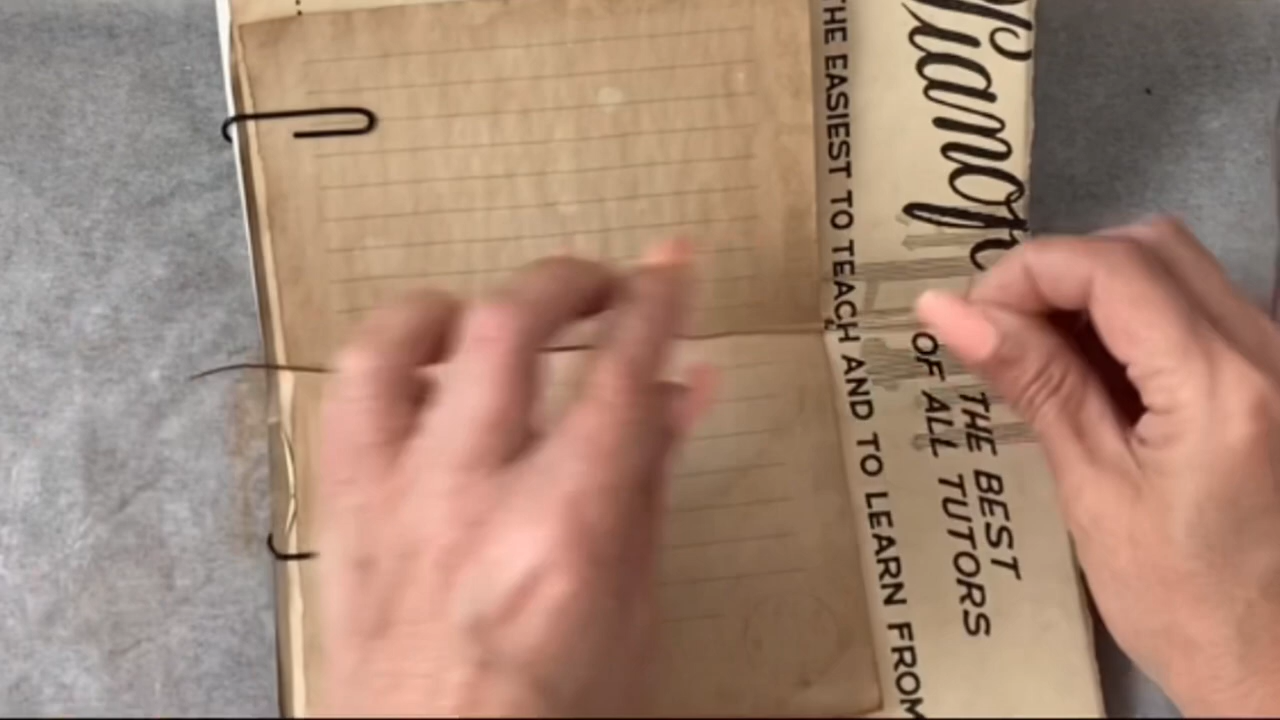 THE BEST
OF ALL TUTORS
THE EASIEST TO TEACH AND TO LEARN FROM